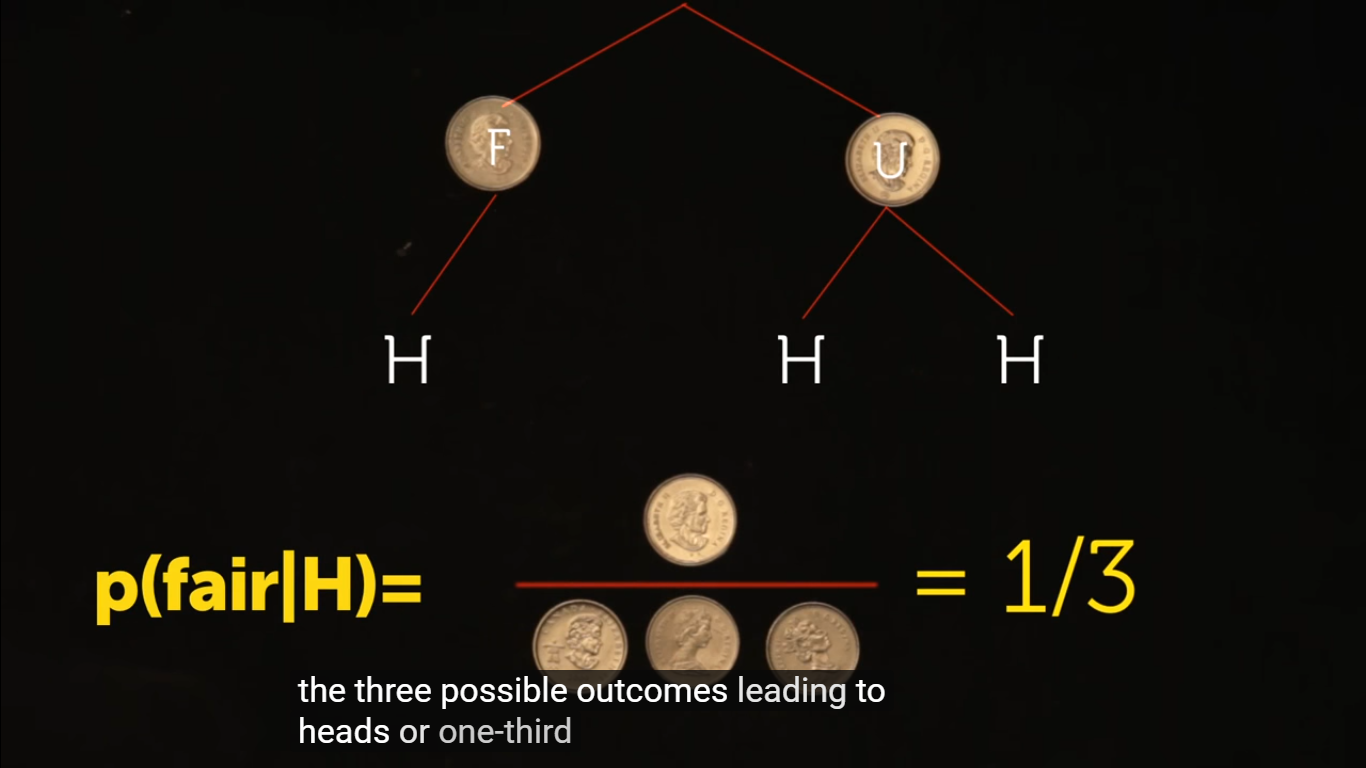 F
U
H H H
p(fair|H)= = 1/3
the three possible outcomes leading to
heads or one-third